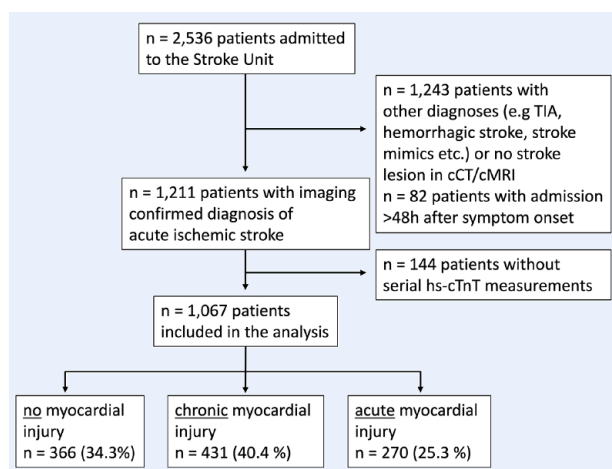 n = 2,536 patients admitted
to the Stroke Unit
n = 1,243 patients with
other diagnoses (e.g TIA,
hemorrhagic stroke, stroke
mimics etc.) or no stroke
lesion in cCT/cMRI
n = 82 patients with admission
>48h after symptom onset
n = 1,211 patients with imaging
confirmed diagnosis of
acute ischemic stroke
n = 144 patients without
serial hs-cTnT measurements
n = 1,067 patients
included in the analysis
no myocardial
injury
n = 366 (34.3%)
chronic myocardial
injury
n = 431 (40.4 %)
acute myocardial
injury
n = 270 (25.3 %)